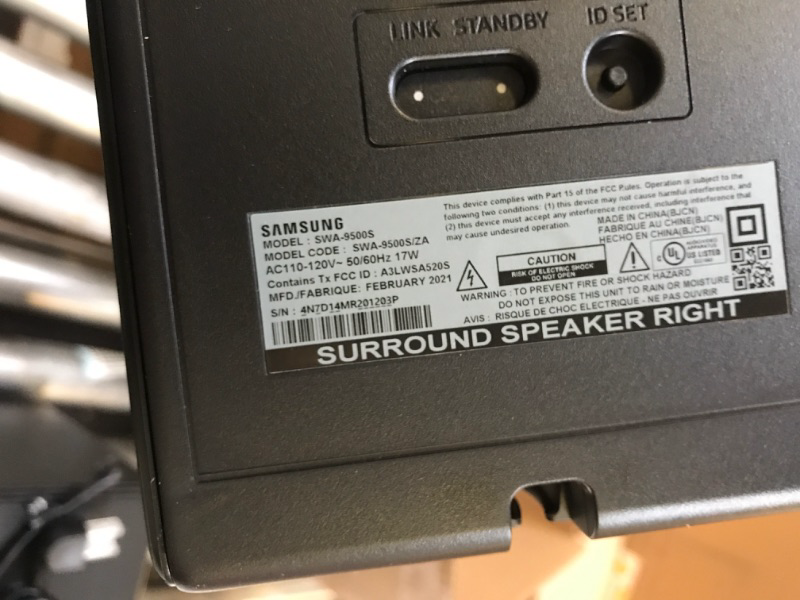 LINK STANDBY
ID SET
SAMSUNG
MODEL : SWA-9500S
MODEL CODE : SWA-9500S/ZA
AC110-120V~ 50/60Hz 17W
Contains Tx FCC ID : A3LWSA520S
MFD./FABRIQUE: FEBRUARY 2021
S/N : 4N7D14MR201203P
This device complies with Part 15 of the FCC Rules. Operation is subject to the
following two conditions: (1) this device may not cause harmful interference, and
(2) this device must accept any interference received, including interference that
may cause undesired operation.
MADE IN CHINA(BJCN)
FABRIQUÉ AU CHINE(BJCN)
HECHO EN CHINA(BJCN)
CAUTION
RISK OF ELECTRIC SHOCK
DO NOT OPEN
UL
US LISTED
WARNING : TO PREVENT FIRE OR SHOCK HAZARD
DO NOT EXPOSE THIS UNIT TO RAIN OR MOISTURE
AVIS : RISQUE DE CHOC ELECTRIQUE - NE PAS OUVRIR
SURROUND SPEAKER RIGHT